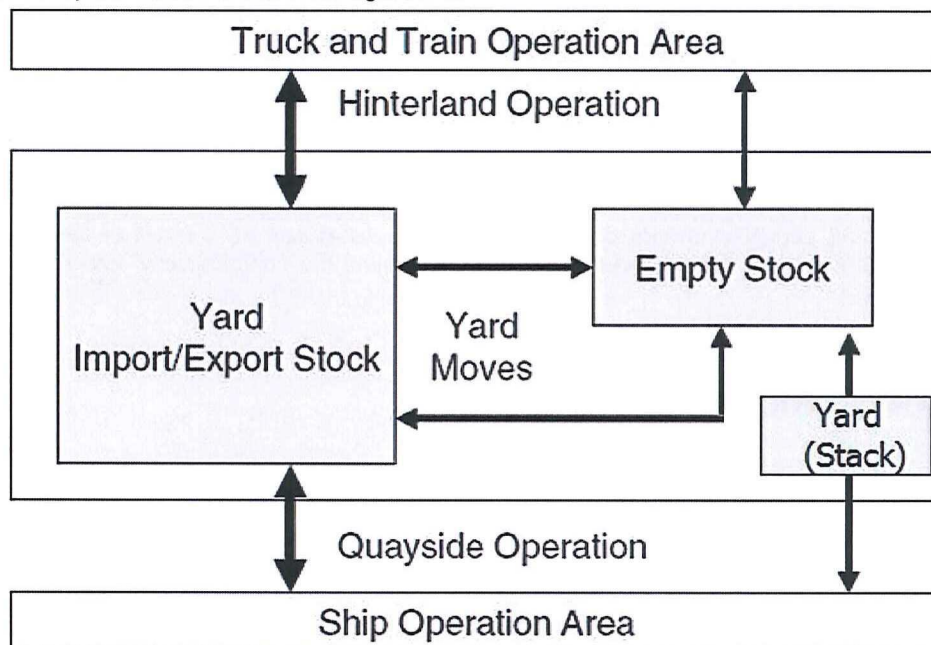 Truck and Train Operation Area
Hinterland Operation
Empty Stock
Yard
Import/Export Stock
Yard
Moves
Yard
(Stack)
Quayside Operation
Ship Operation Area